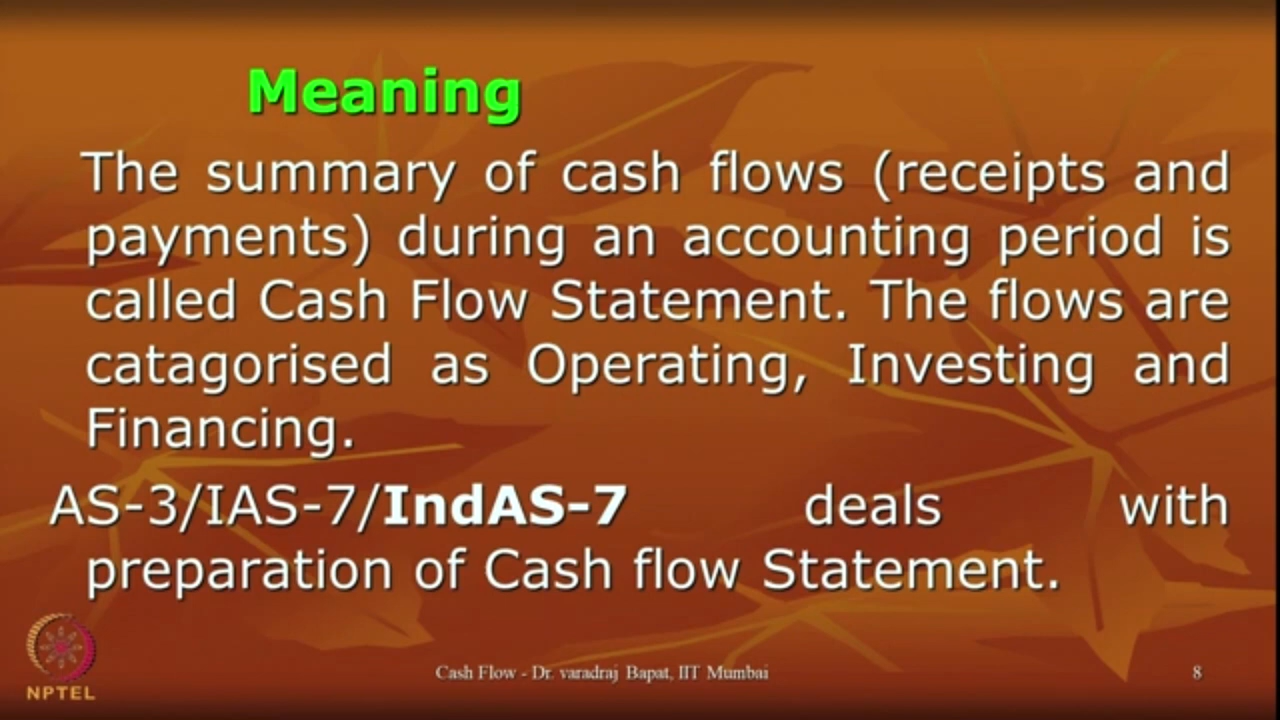 Meaning
The summary of cash flows (receipts and
payments) during an accounting period is
called Cash Flow Statement. The flows are
catagorised as Operating, Investing and
Financing.
AS-3/IAS-7/IndAS-7 deals with
preparation of Cash flow Statement.
Cash Flow - Dr. varadraj Bapat, IIT Mumbai
8
NPTEL